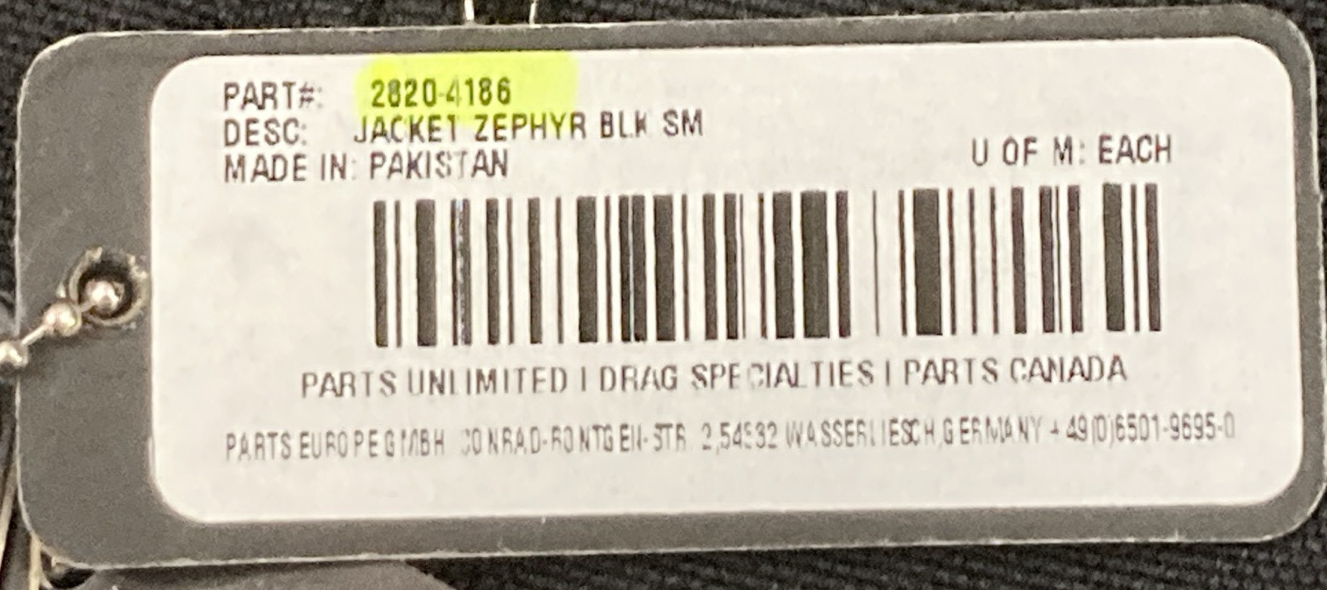 PART#: 2820-4186
DESC: JACKET ZEPHYR BLK SM
MADE IN: PAKISTAN
U OF M: EACH
PARTS UNLIMITED | DRAG SPECIALTIES | PARTS CANADA
PARTS EUROPE GMBH CONRAD-RONTGEN-STR. 2,54332 WASSERLIESCH,GERMANY +49(0)6501-9695-0